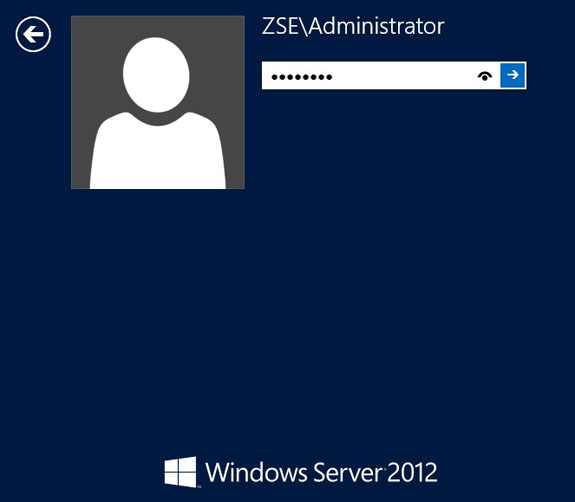 ZSE\Administrator
••••••••
Windows Server 2012